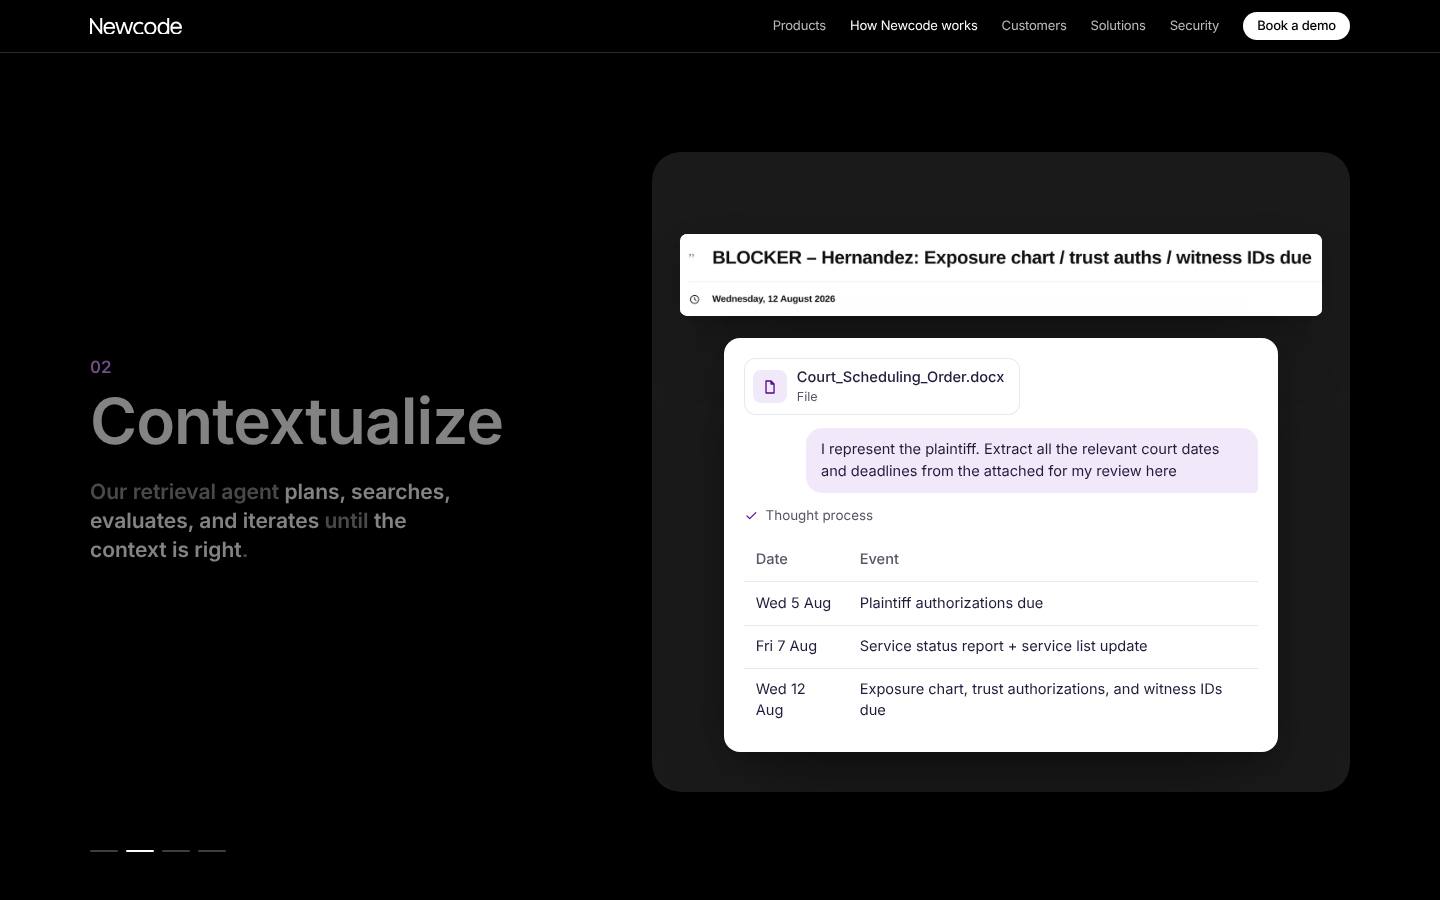 Newcode
Products
How Newcode works
Customers
Solutions
Security
Book a demo
02
Contextualize
Our retrieval agent plans, searches,
evaluates, and iterates until the
context is right.
BLOCKER – Hernandez: Exposure chart / trust auths / witness IDs due
Wednesday, 12 August 2026
Court_Scheduling_Order.docx
File
I represent the plaintiff. Extract all the relevant court dates
and deadlines from the attached for my review here
Thought process
Date Event
Wed 5 Aug Plaintiff authorizations due
Fri 7 Aug Service status report + service list update
Wed 12 Exposure chart, trust authorizations, and witness IDs
Aug due